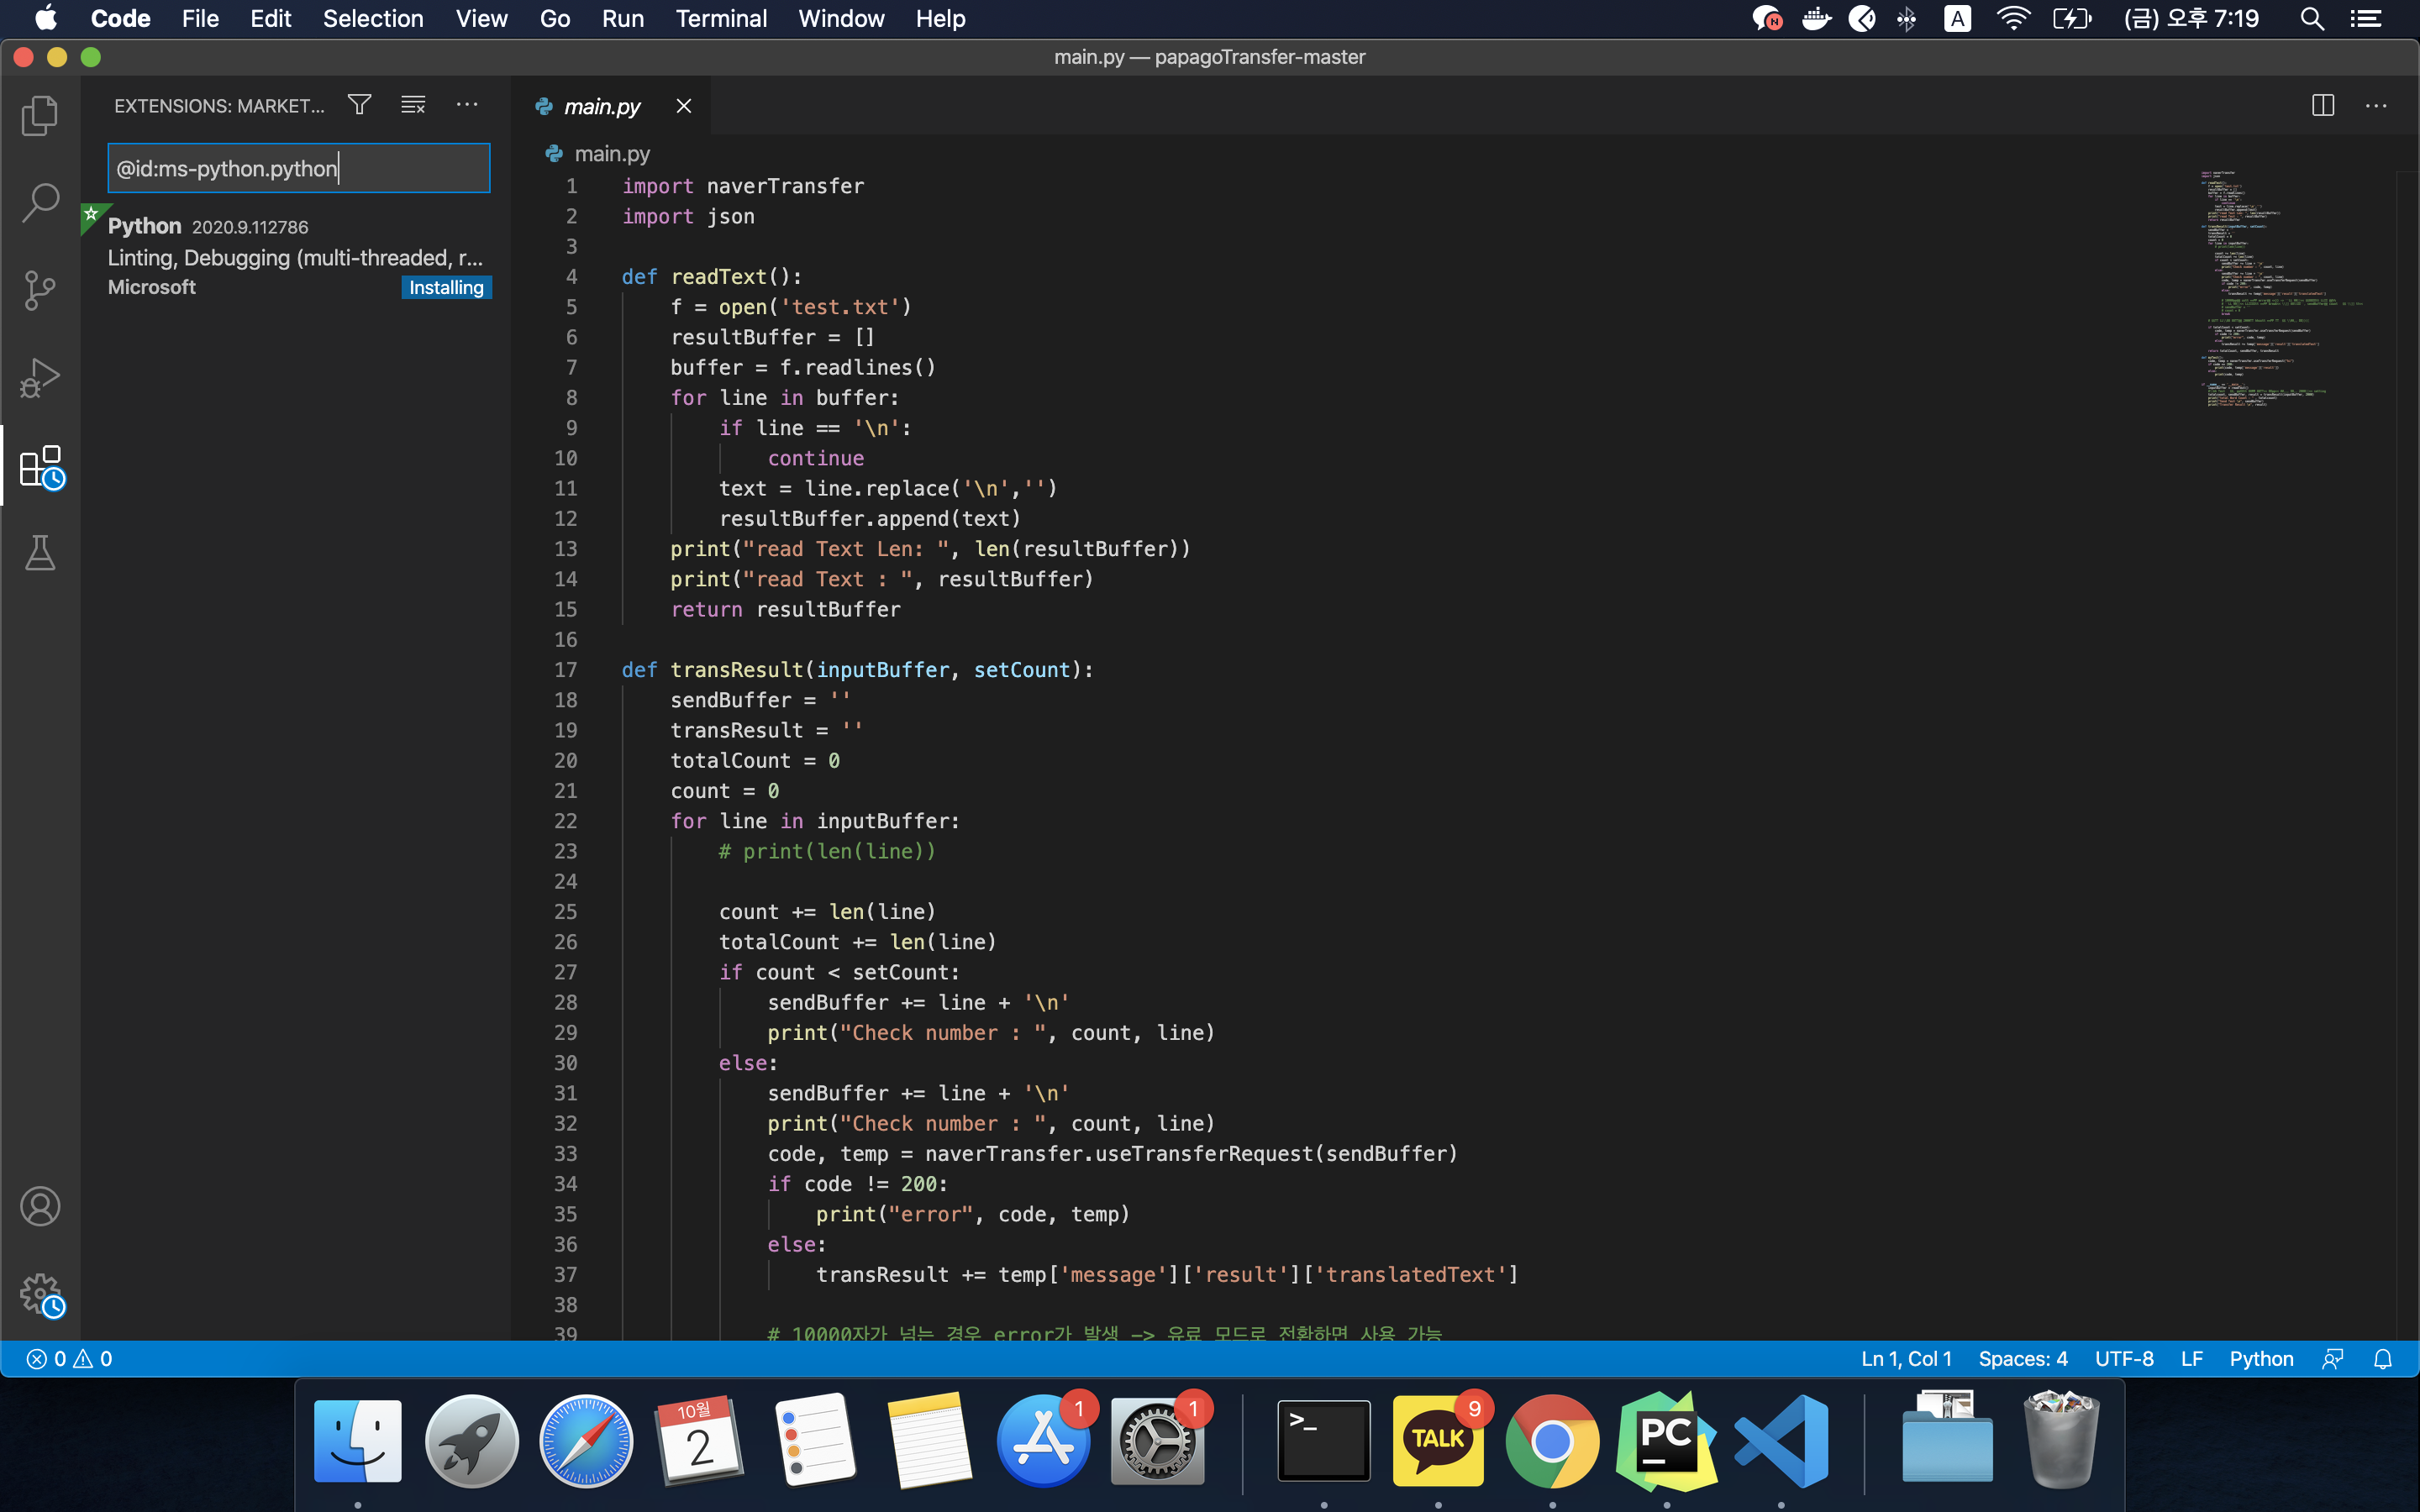 Code File Edit Selection View Go Run Terminal Window Help A (금) 오후 7:19
main.py — papagoTransfer-master
EXTENSIONS: MARKET...
@id:ms-python.python
Python 2020.9.112786
Linting, Debugging (multi-threaded, r...
Microsoft Installing
main.py
main.py
1 import naverTransfer
2 import json
3
4 def readText():
5 f = open('test.txt')
6 resultBuffer = []
7 buffer = f.readlines()
8 for line in buffer:
9 if line == '\n':
10 continue
11 text = line.replace('\n','')
12 resultBuffer.append(text)
13 print("read Text Len: ", len(resultBuffer))
14 print("read Text : ", resultBuffer)
15 return resultBuffer
16
17 def transResult(inputBuffer, setCount):
18 sendBuffer = ''
19 transResult = ''
20 totalCount = 0
21 count = 0
22 for line in inputBuffer:
23 # print(len(line))
24
25 count += len(line)
26 totalCount += len(line)
27 if count < setCount:
28 sendBuffer += line + '\n'
29 print("Check number : ", count, line)
30 else:
31 sendBuffer += line + '\n'
32 print("Check number : ", count, line)
33 code, temp = naverTransfer.useTransferRequest(sendBuffer)
34 if code != 200:
35 print("error", code, temp)
36 else:
37 transResult += temp['message']['result']['translatedText']
38
39 # 10000자가 넘는 경우 error가 발생 -> 유료 모드로 전환하면 사용 가능
0 0 Ln 1, Col 1 Spaces: 4 UTF-8 LF Python
10월
2
1
1
>_
TALK
9
PC